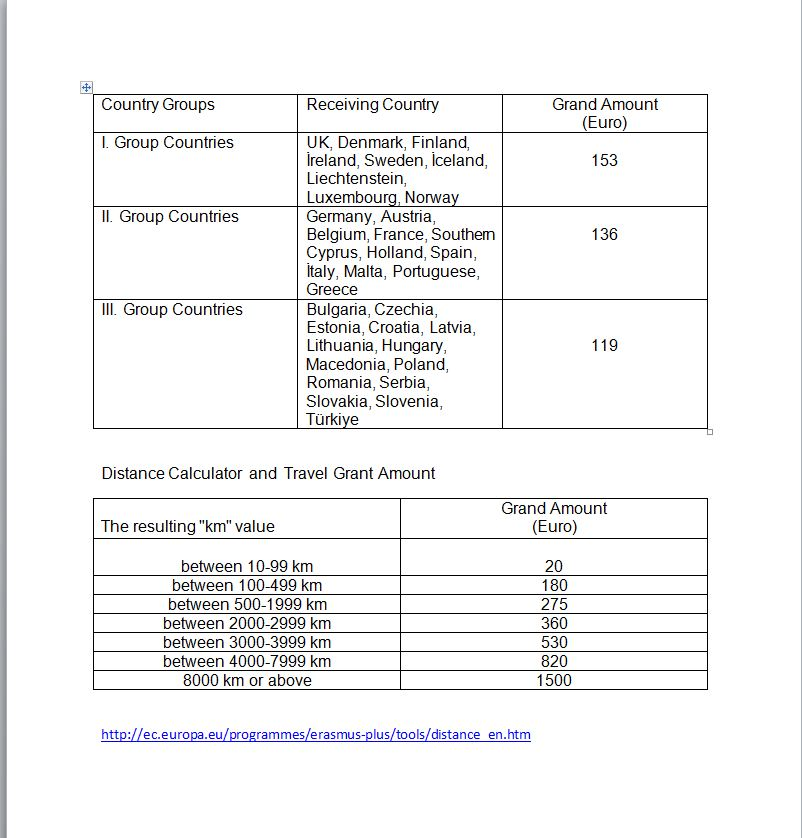 Country Groups
Receiving Country
Grand Amount
(Euro)
I. Group Countries
UK, Denmark, Finland,
İreland, Sweden, İceland,
Liechtenstein,
Luxembourg, Norway
153
II. Group Countries
Germany, Austria,
Belgium, France, Southern
Cyprus, Holland, Spain,
İtaly, Malta, Portuguese,
Greece
136
III. Group Countries
Bulgaria, Czechia,
Estonia, Croatia, Latvia,
Lithuania, Hungary,
Macedonia, Poland,
Romania, Serbia,
Slovakia, Slovenia,
Türkiye
119
Distance Calculator and Travel Grant Amount
The resulting "km" value
Grand Amount
(Euro)
between 10-99 km 20
between 100-499 km 180
between 500-1999 km 275
between 2000-2999 km 360
between 3000-3999 km 530
between 4000-7999 km 820
8000 km or above 1500
http://ec.europa.eu/programmes/erasmus-plus/tools/distance_en.htm